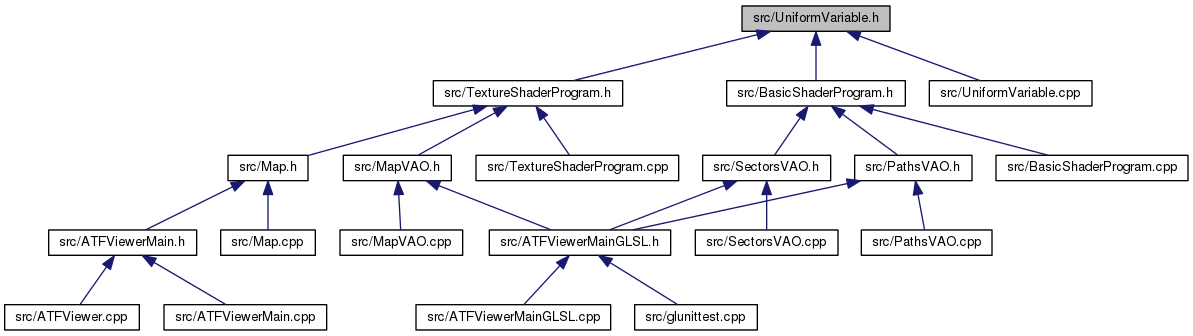 src/UniformVariable.h
src/TextureShaderProgram.h
src/BasicShaderProgram.h
src/UniformVariable.cpp
src/Map.h
src/MapVAO.h
src/TextureShaderProgram.cpp
src/SectorsVAO.h
src/PathsVAO.h
src/BasicShaderProgram.cpp
src/ATFViewerMain.h
src/Map.cpp
src/MapVAO.cpp
src/ATFViewerMainGLSL.h
src/SectorsVAO.cpp
src/PathsVAO.cpp
src/ATFViewer.cpp
src/ATFViewerMain.cpp
src/ATFViewerMainGLSL.cpp
src/glunittest.cpp